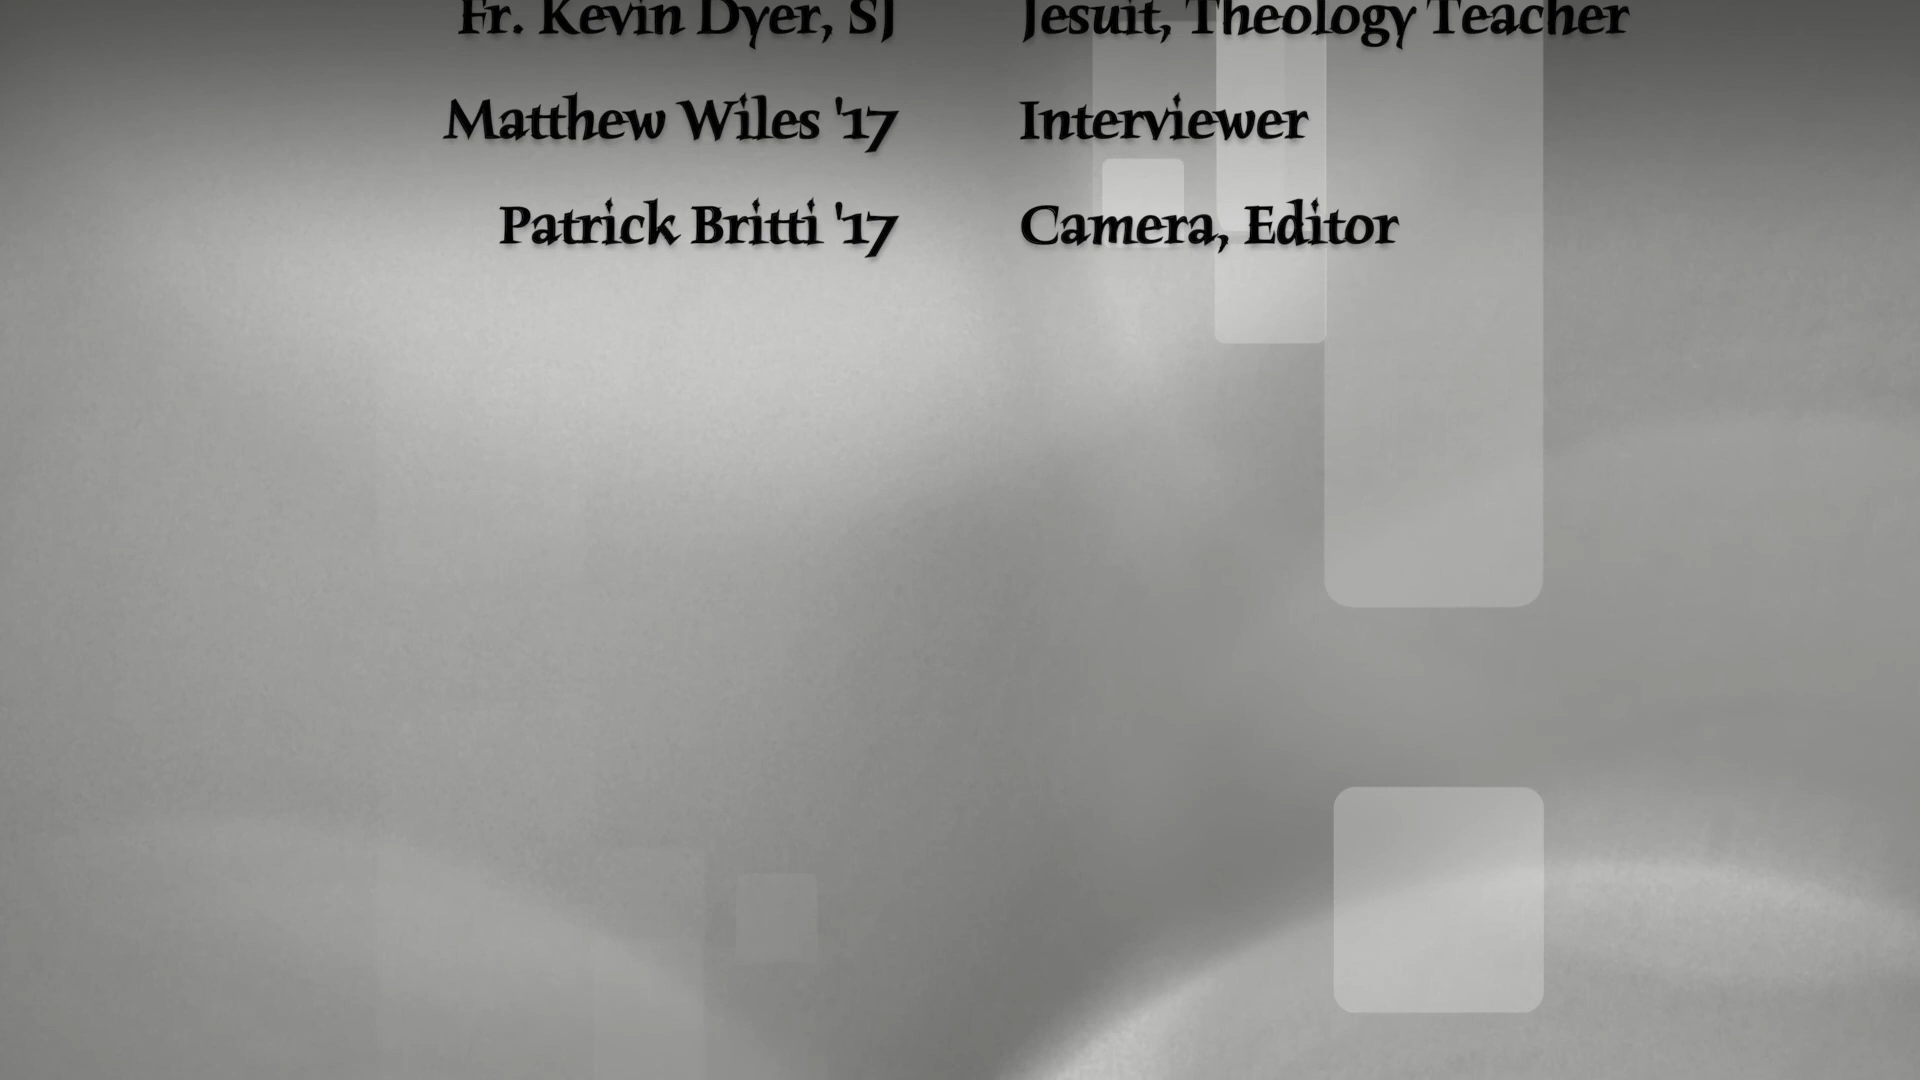 Fr. Kevin Dyer, SJ Jesuit, Theology Teacher
Matthew Wiles '17 Interviewer
Patrick Britti '17 Camera, Editor